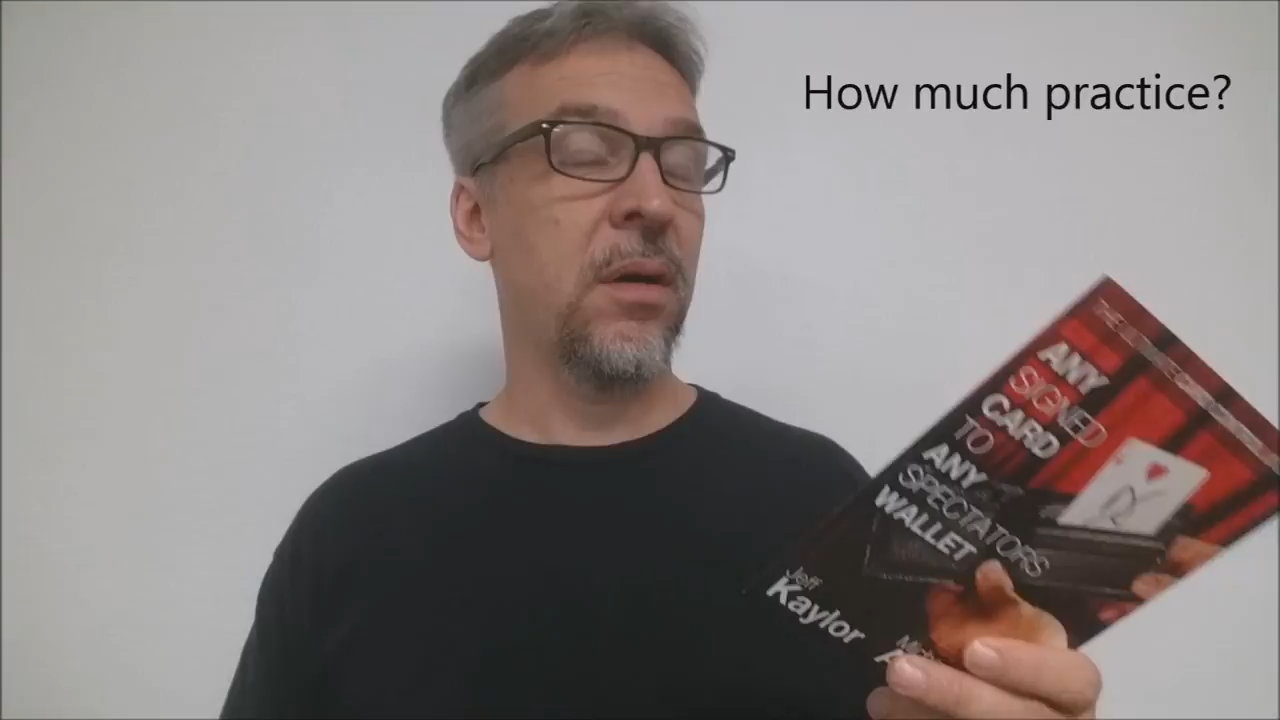 How much practice?
ANY
SIGNED
CARD
TO
ANY
SPECTATORS
WALLET
Jeff
Kaylor